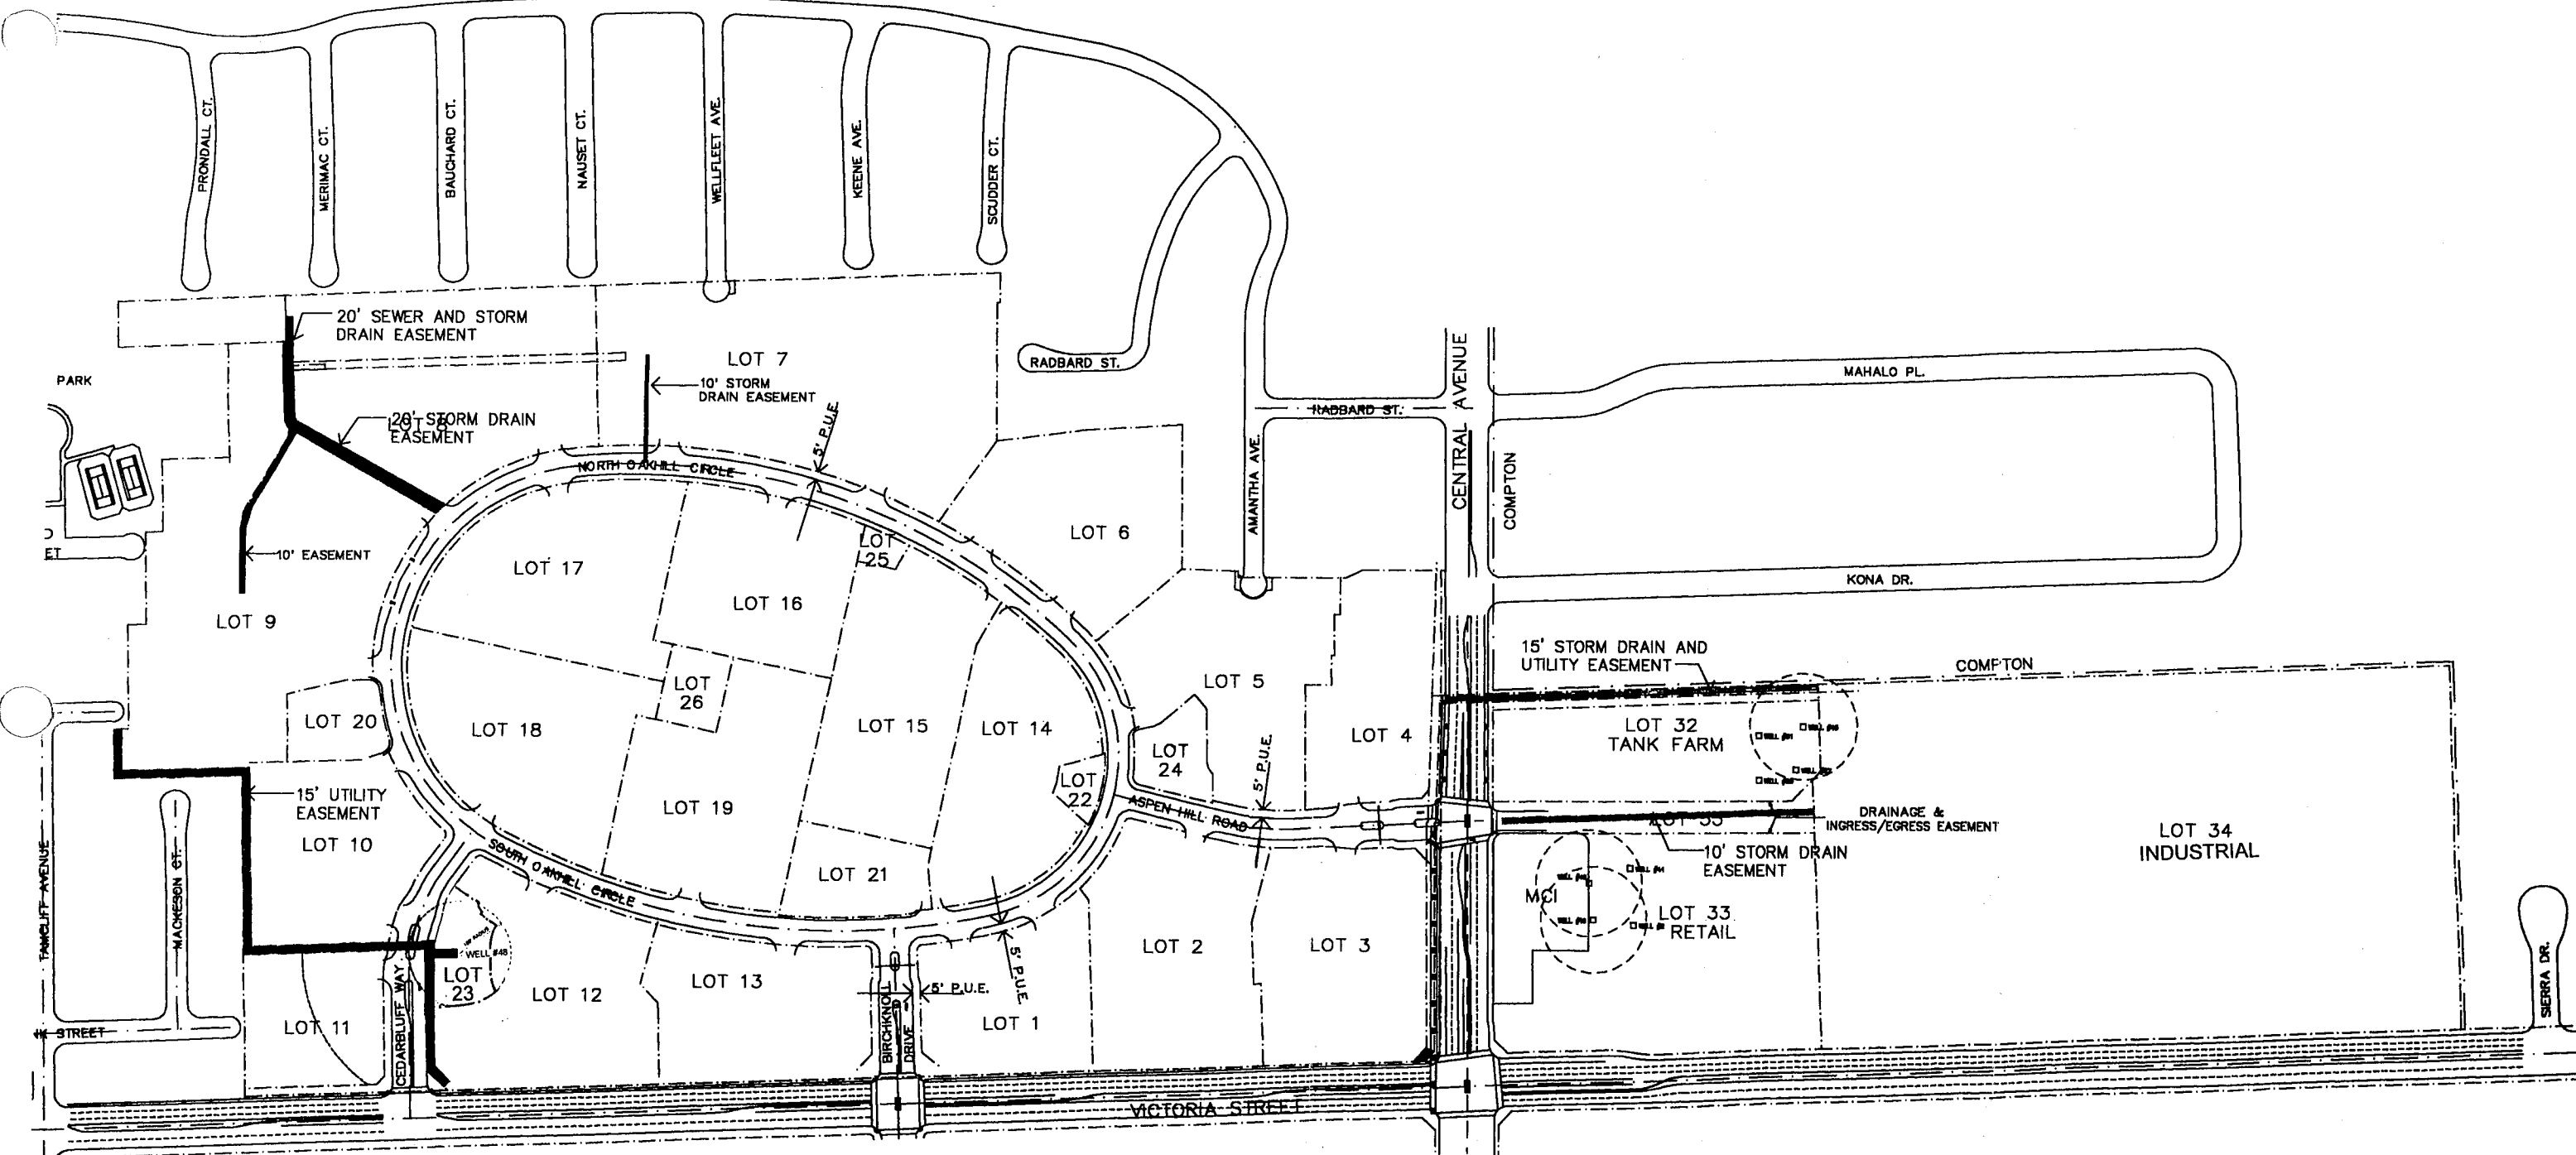 PRONDALL CT.
MERIMAC CT.
BAUCHARD CT.
NAUSET CT.
WELLFLEET AVE.
KEENE AVE.
SCUDDER CT.
20' SEWER AND STORM
DRAIN EASEMENT
LOT 7
RADBARD ST.
CENTRAL AVENUE
MAHALO PL.
PARK
10' STORM
DRAIN EASEMENT
RADBARD ST.
20' STORM DRAIN
EASEMENT
LOT 8
5' P.U.E.
NORTH OAKHILL CIRCLE
AMANTHA AVE.
COMPTON
LOT 6
LOT
25
ET
10' EASEMENT
LOT 17
KONA DR.
LOT 16
LOT 9
15' STORM DRAIN AND
UTILITY EASEMENT
COMPTON
LOT 5
LOT
26
LOT 20
LOT 18
LOT 15
LOT 14
LOT 4
LOT 32
TANK FARM
LOT
24
5' P.U.E.
LOT
22
15' UTILITY
EASEMENT
LOT 19
ASPEN HILL ROAD
DRAINAGE &
INGRESS/EGRESS EASEMENT
LOT 34
INDUSTRIAL
LOT 10
SOUTH OAKHILL CIRCLE
10' STORM DRAIN
EASEMENT
LOT 21
TAMCLIFF AVENUE
MACKESON CT.
MCI
LOT 33
RETAIL
LOT 2
LOT 3
WELL #48
LOT
23
LOT 12
LOT 13
5' P.U.E.
5' P.U.E.
SIERRA DR.
LOT 11
CEDARBLUFF WAY
BIRCHKNOLL
DRIVE
LOT 1
STREET
VICTORIA STREET